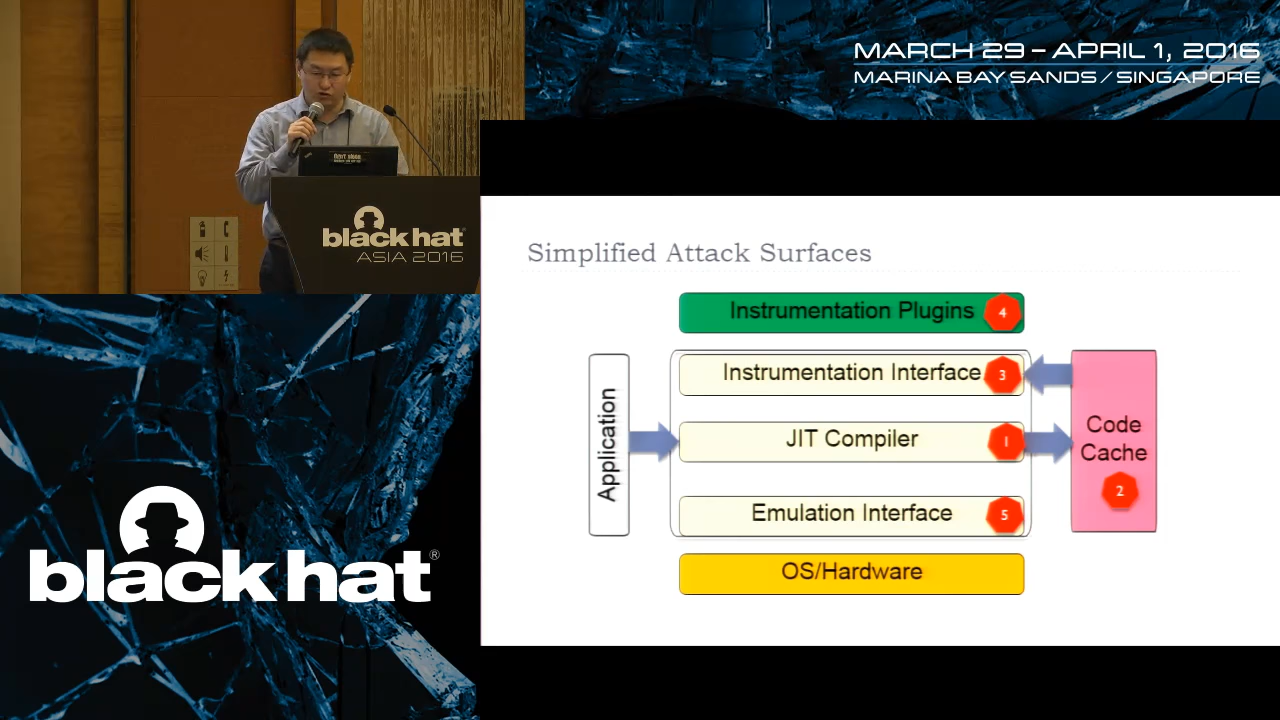 MARCH 29 – APRIL 1, 2016
MARINA BAY SANDS / SINGAPORE
black hat
ASIA 2016
Simplified Attack Surfaces
Instrumentation Plugins 4
Instrumentation Interface 3
Application
JIT Compiler 1
Code
Cache
2
Emulation Interface 5
OS/Hardware
black hat®